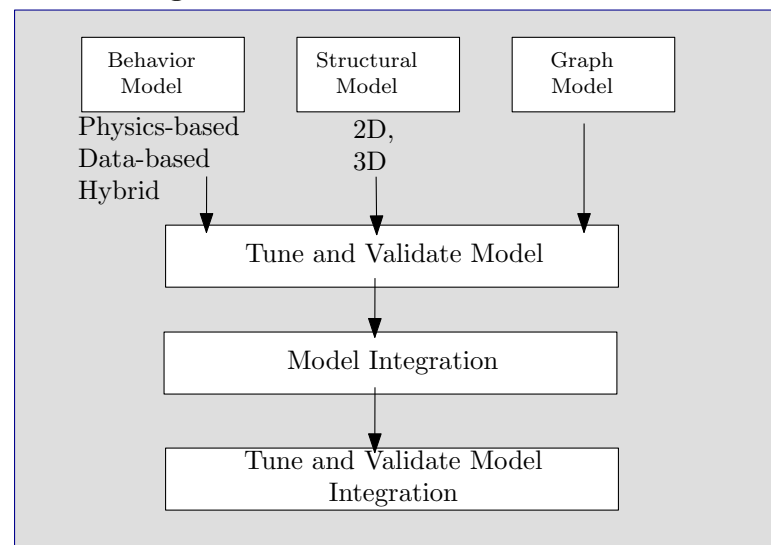 Behavior
Model
Structural
Model
Graph
Model
Physics-based
Data-based
Hybrid
2D,
3D
Tune and Validate Model
Model Integration
Tune and Validate Model
Integration